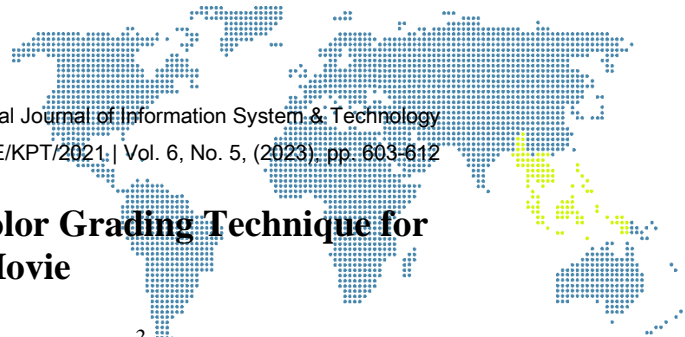 al Journal of Information System & Technology
E/KPT/2021 | Vol. 6, No. 5, (2023), pp. 603-612
olor Grading Technique for
Movie
2